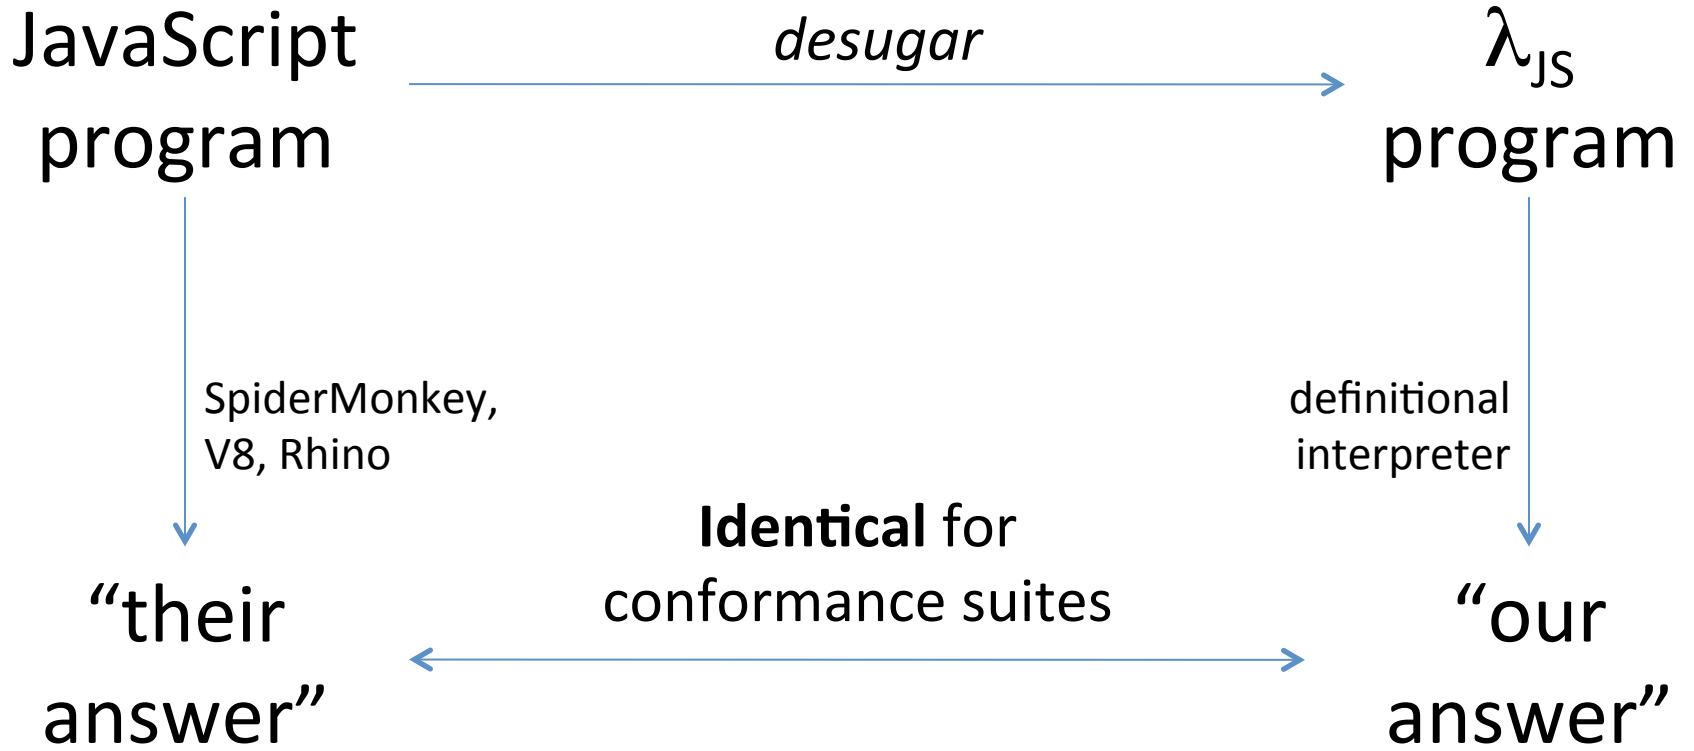 JavaScript
program
desugar
λJS
program
SpiderMonkey,
V8, Rhino
definitional
interpreter
Identical for
conformance suites
“their
answer”
“our
answer”